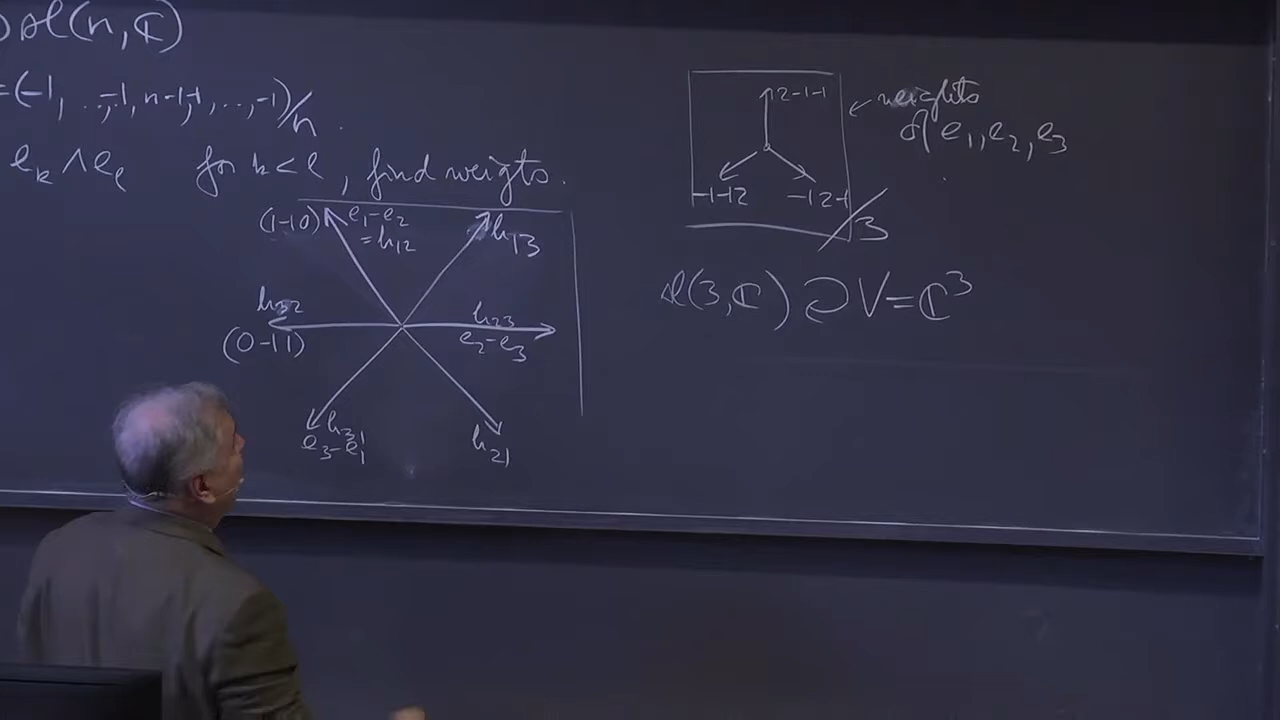 sl(n,ℂ)
=(-1, ..., -1, n-1, -1, ..., -1)/n.
e_k ∧ e_l for k<l, find weigts.
(1-10)
e_1-e_2
=h_12
h_13
h_32
(0-11)
h_23
e_2-e_3
h_31
e_3-e_1
h_21
2-1-1
-1-12
-12-1
/3
← weights
of e_1, e_2, e_3
sl(3,ℂ) ⊃ V=ℂ^3